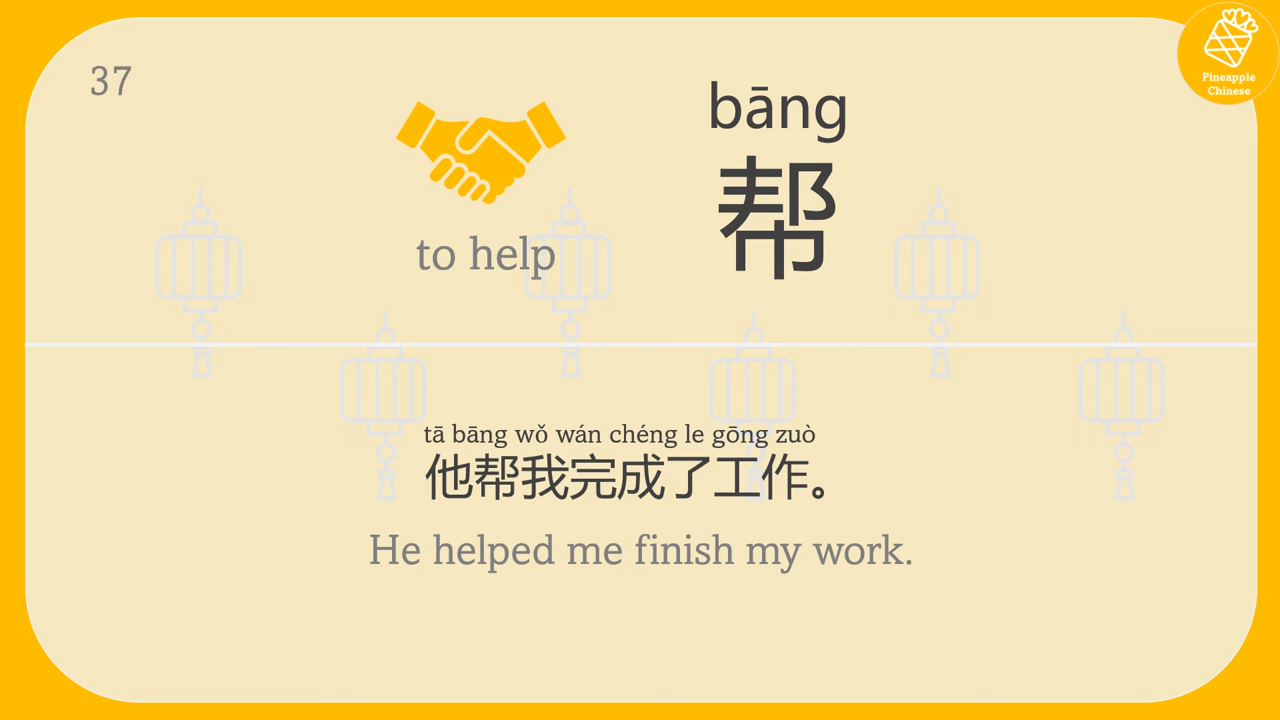 37
Pineapple
Chinese
bāng
帮
to help
tā bāng wǒ wán chéng le gōng zuò
他帮我完成了工作。
He helped me finish my work.